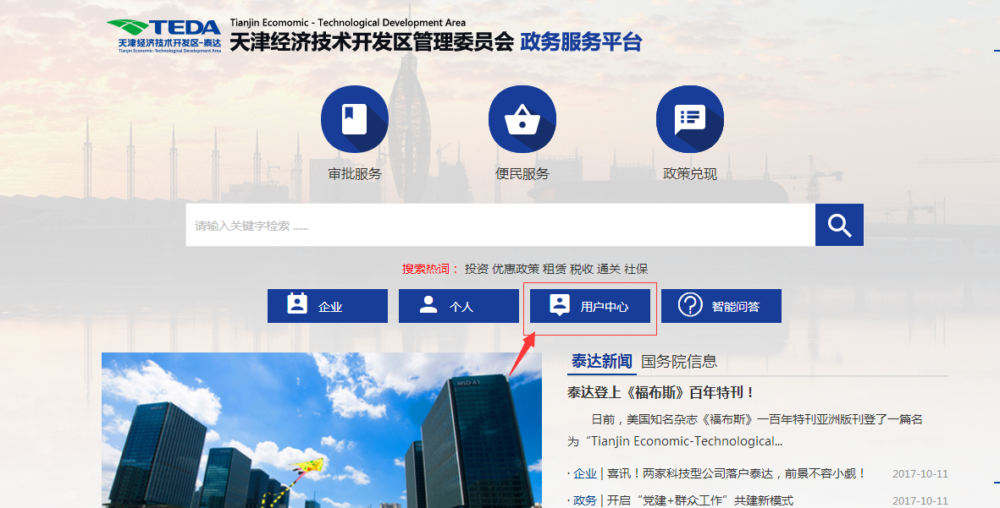 TEDA
天津经济技术开发区-泰达
Tianjin Economic-Technological Development Area
Tianjin Ecomomic - Technological Development Area
天津经济技术开发区管理委员会 政务服务平台
审批服务 便民服务 政策兑现
请输入关键字检索 ......
搜索热词： 投资 优惠政策 租赁 税收 通关 社保
企业 个人 用户中心 智能问答
MSD-A1
泰达新闻 国务院信息
泰达登上《福布斯》百年特刊！
日前，美国知名杂志《福布斯》一百年特刊亚洲版刊登了一篇名
为“Tianjin Economic-Technological...
· 企业 | 喜讯！两家科技型公司落户泰达，前景不容小觑！ 2017-10-11
· 政务 | 开启“党建+群众工作”共建新模式 2017-10-11